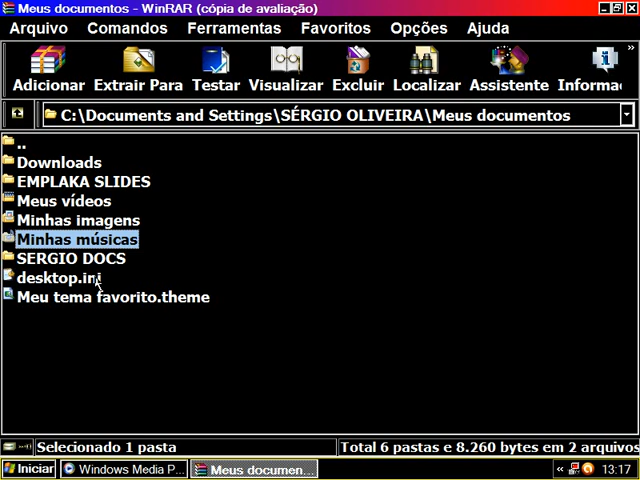 Meus documentos - WinRAR (cópia de avaliação)
Arquivo Comandos Ferramentas Favoritos Opções Ajuda
Adicionar Extrair Para Testar Visualizar Excluir Localizar Assistente Informa
C:\Documents and Settings\SÉRGIO OLIVEIRA\Meus documentos
..
Downloads
EMPLAKA SLIDES
Meus vídeos
Minhas imagens
Minhas músicas
SERGIO DOCS
desktop.ini
Meu tema favorito.theme
Selecionado 1 pasta Total 6 pastas e 8.260 bytes em 2 arquivos
Iniciar Windows Media P... Meus documen... « 13:17